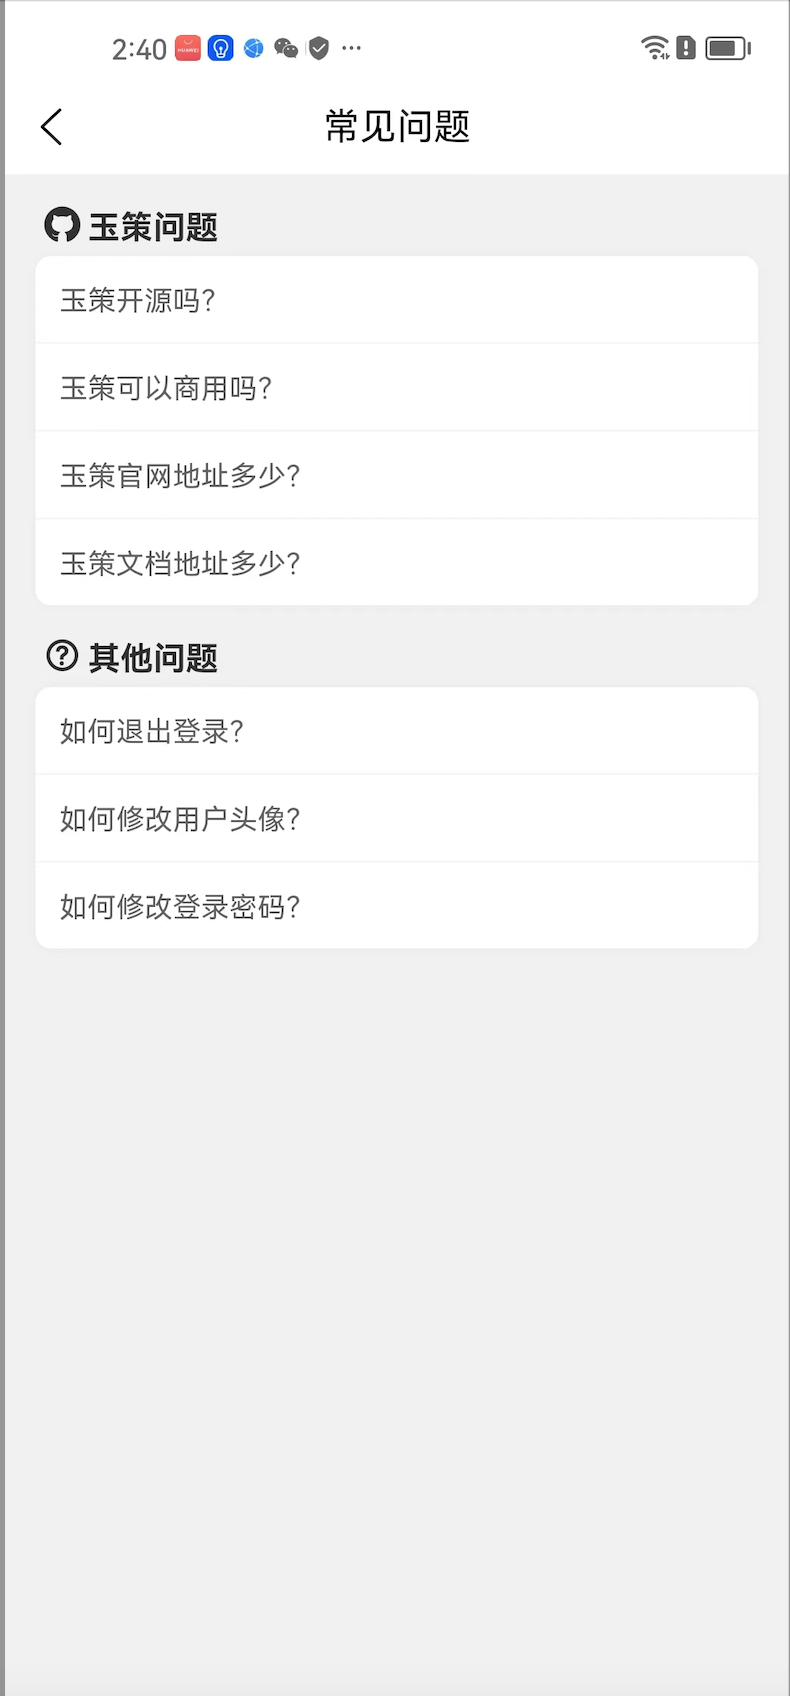 2:40
HUAWEI
常见问题
玉策问题
玉策开源吗？
玉策可以商用吗？
玉策官网地址多少？
玉策文档地址多少？
其他问题
如何退出登录？
如何修改用户头像？
如何修改登录密码？